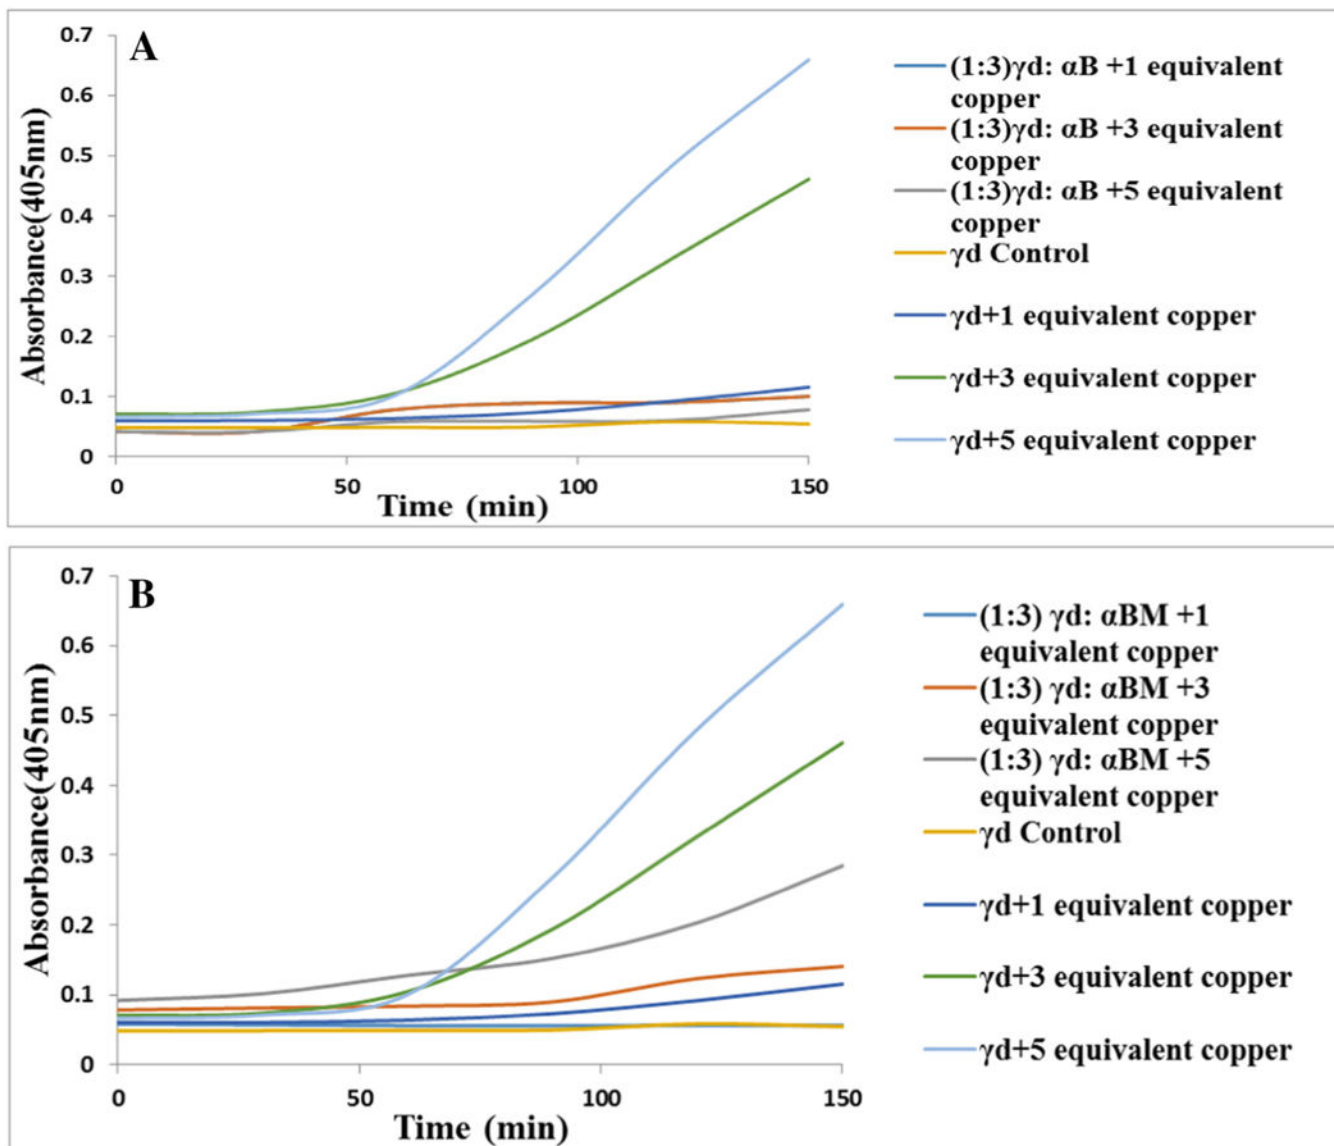 A
0.7
0.6
0.5
0.4
0.3
0.2
0.1
0
Absorbance(405nm)
0 50 100 150
Time (min)
(1:3)γd: αB +1 equivalent
copper
(1:3)γd: αB +3 equivalent
copper
(1:3)γd: αB +5 equivalent
copper
γd Control
γd+1 equivalent copper
γd+3 equivalent copper
γd+5 equivalent copper
B
0.7
0.6
0.5
0.4
0.3
0.2
0.1
0
Absorbance(405nm)
0 50 100 150
Time (min)
(1:3) γd: αBM +1
equivalent copper
(1:3) γd: αBM +3
equivalent copper
(1:3) γd: αBM +5
equivalent copper
γd Control
γd+1 equivalent copper
γd+3 equivalent copper
γd+5 equivalent copper